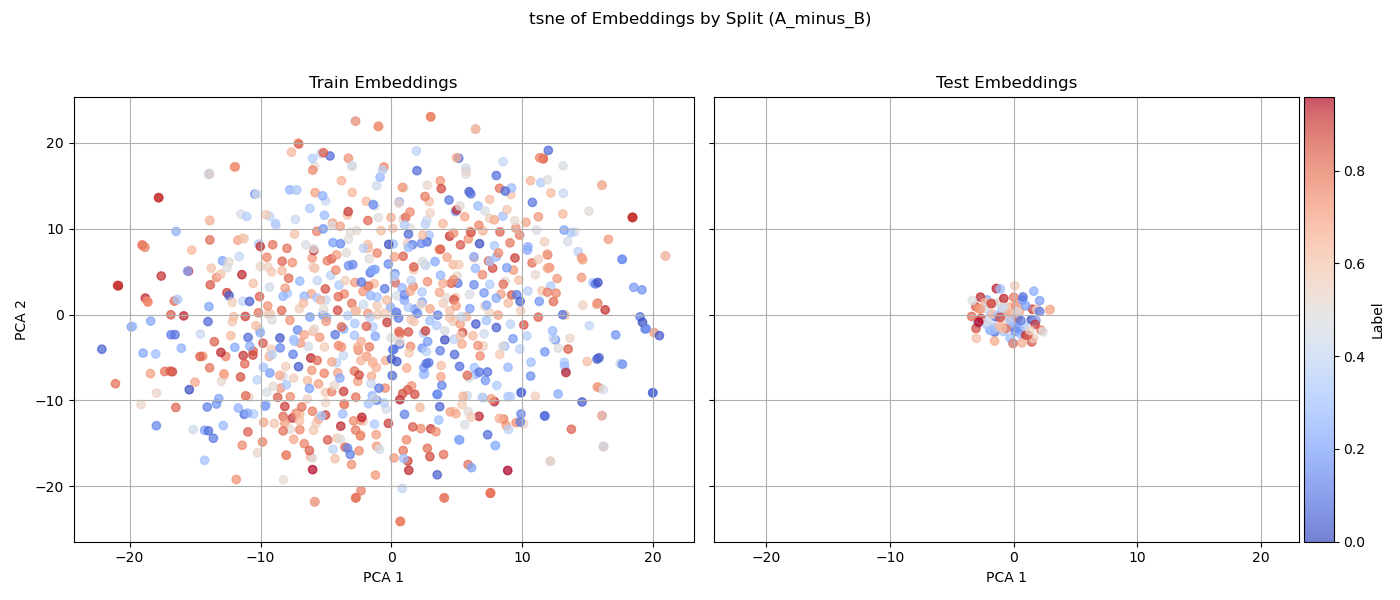 tsne of Embeddings by Split (A_minus_B)
Train Embeddings
Test Embeddings
20
10
0
−10
−20
PCA 2
−20
−10
0
10
20
PCA 1
−20
−10
0
10
20
PCA 1
0.8
0.6
0.4
0.2
0.0
Label